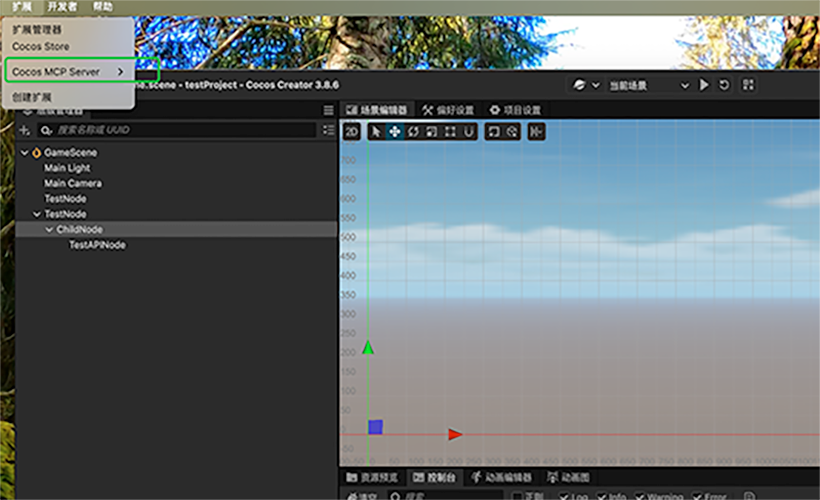 扩展 开发者 帮助
扩展管理器
Cocos Store
Cocos MCP Server
创建扩展
.scene - testProject - Cocos Creator 3.8.6
当前场景
层级管理器
场景编辑器 偏好设置 项目设置
搜索名称或 UUID
2D
GameScene
Main Light
Main Camera
TestNode
TestNode
ChildNode
TestAPINode
700
650
600
550
500
450
400
350
300
250
200
150
100
50
0
-50
资源预览 控制台 动画编辑器 动画图
清空 搜索 正则 Log Info Warning Error